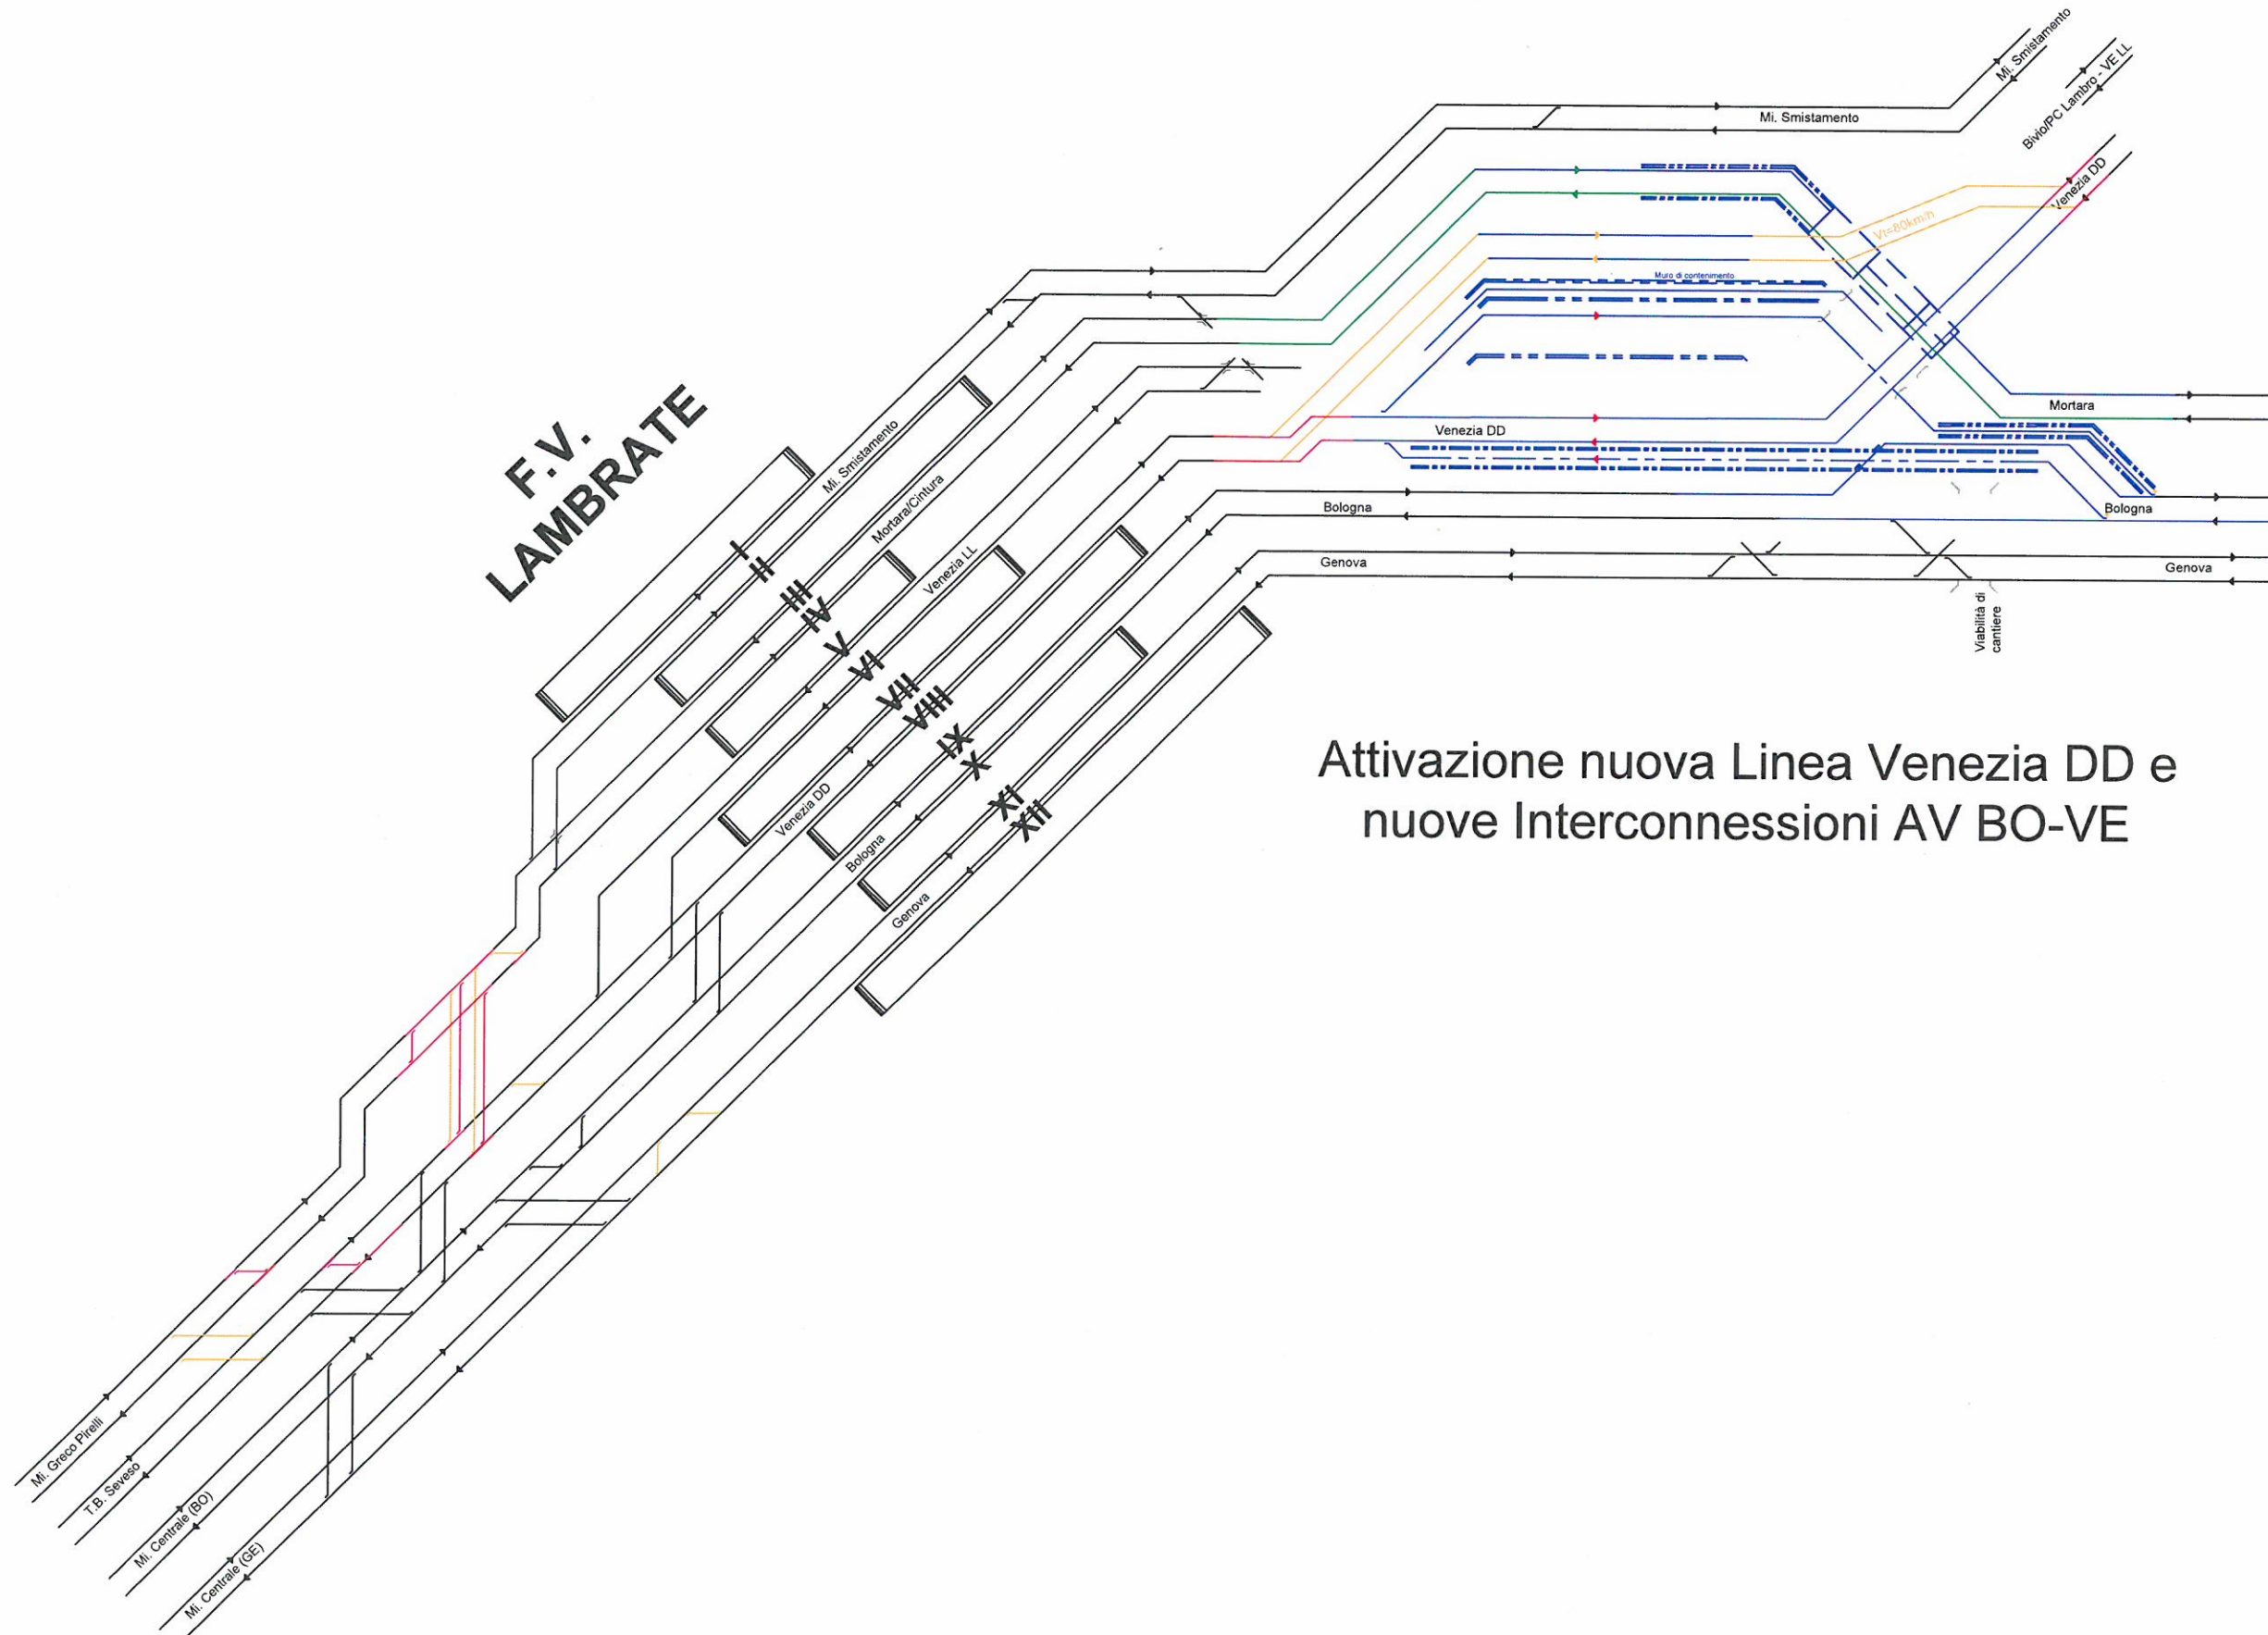 Mi. Smistamento
Bivio/PC Lambro - VE LL
Mi. Smistamento
Venezia DD
Vt=80km/h
Muro di contenimento
F.V.
LAMBRATE
Mi. Smistamento
Mortara/Cintura
Venezia LL
Venezia DD
Mortara
Bologna
Bologna
Genova
Genova
Viabilità di
cantiere
I
II
III
IV
V
VI
VII
VIII
IX
X
XI
XII
Venezia DD
Bologna
Genova
Attivazione nuova Linea Venezia DD e
nuove Interconnessioni AV BO-VE
Mi. Greco Pirelli
T.B. Seveso
Mi. Centrale (BO)
Mi. Centrale (GE)